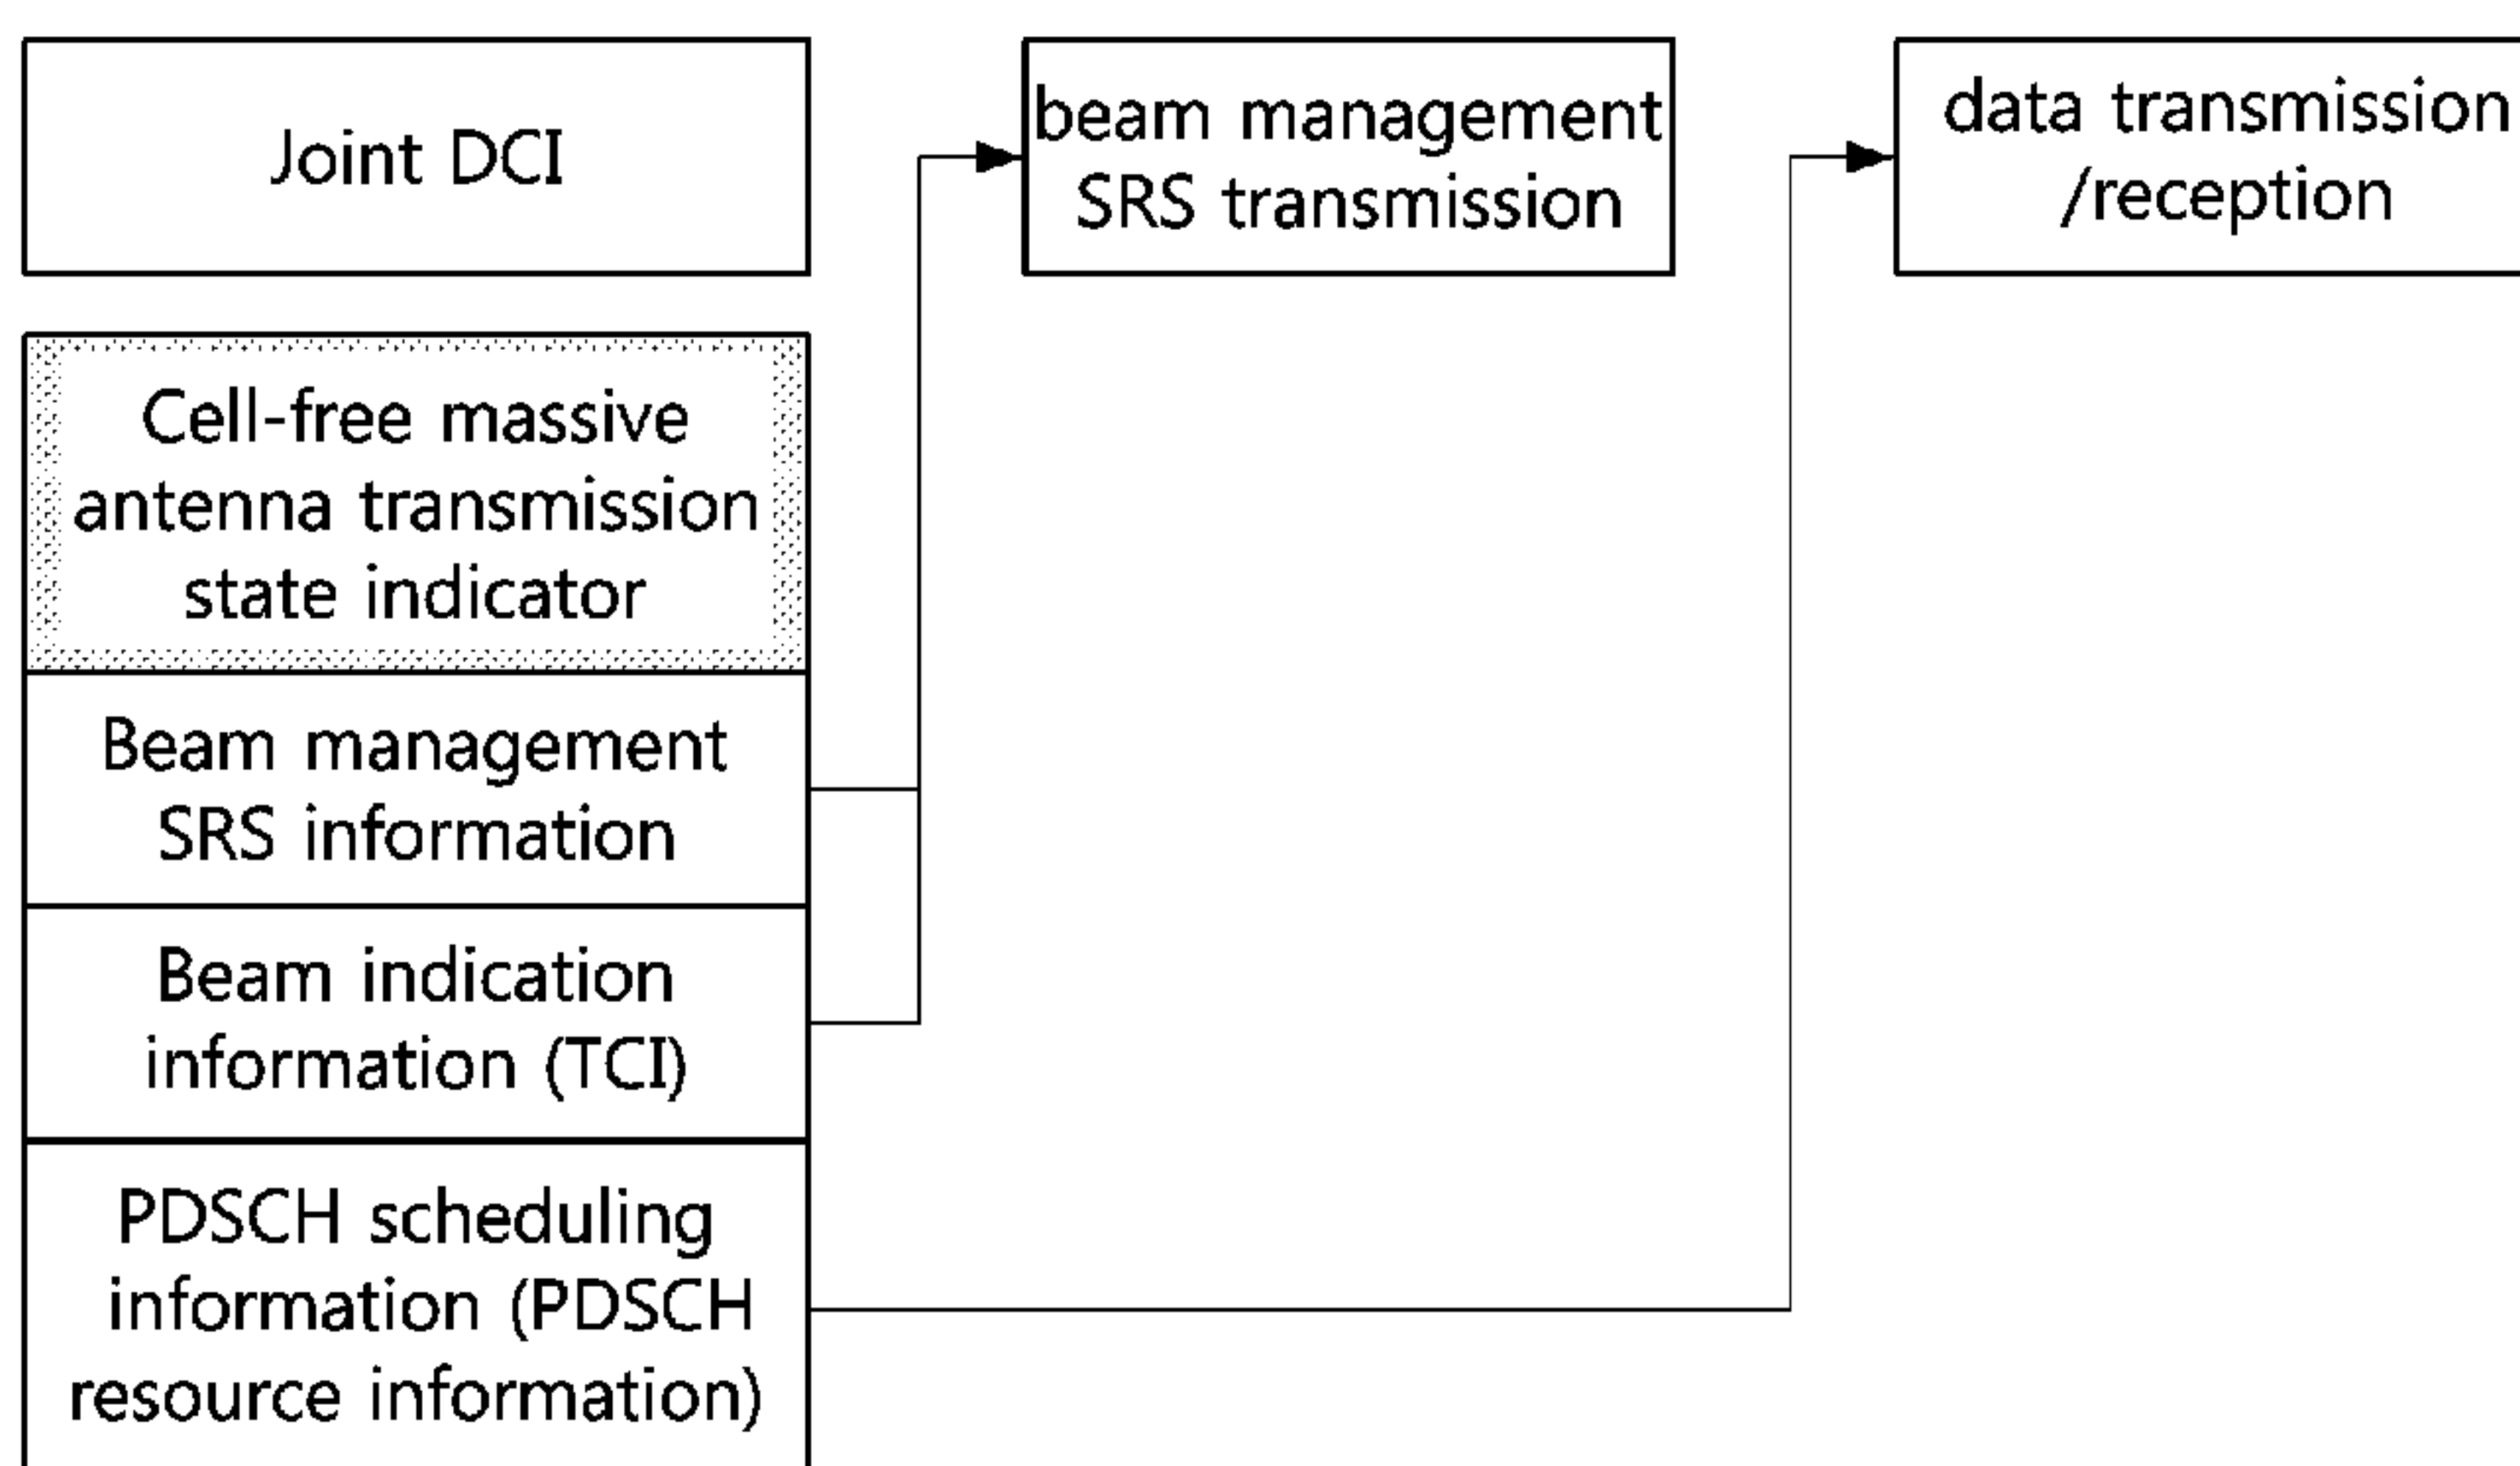 Joint DCI
beam management
SRS transmission
data transmission
/reception
Cell-free massive
antenna transmission
state indicator
Beam management
SRS information
Beam indication
information (TCI)
PDSCH scheduling
information (PDSCH
resource information)